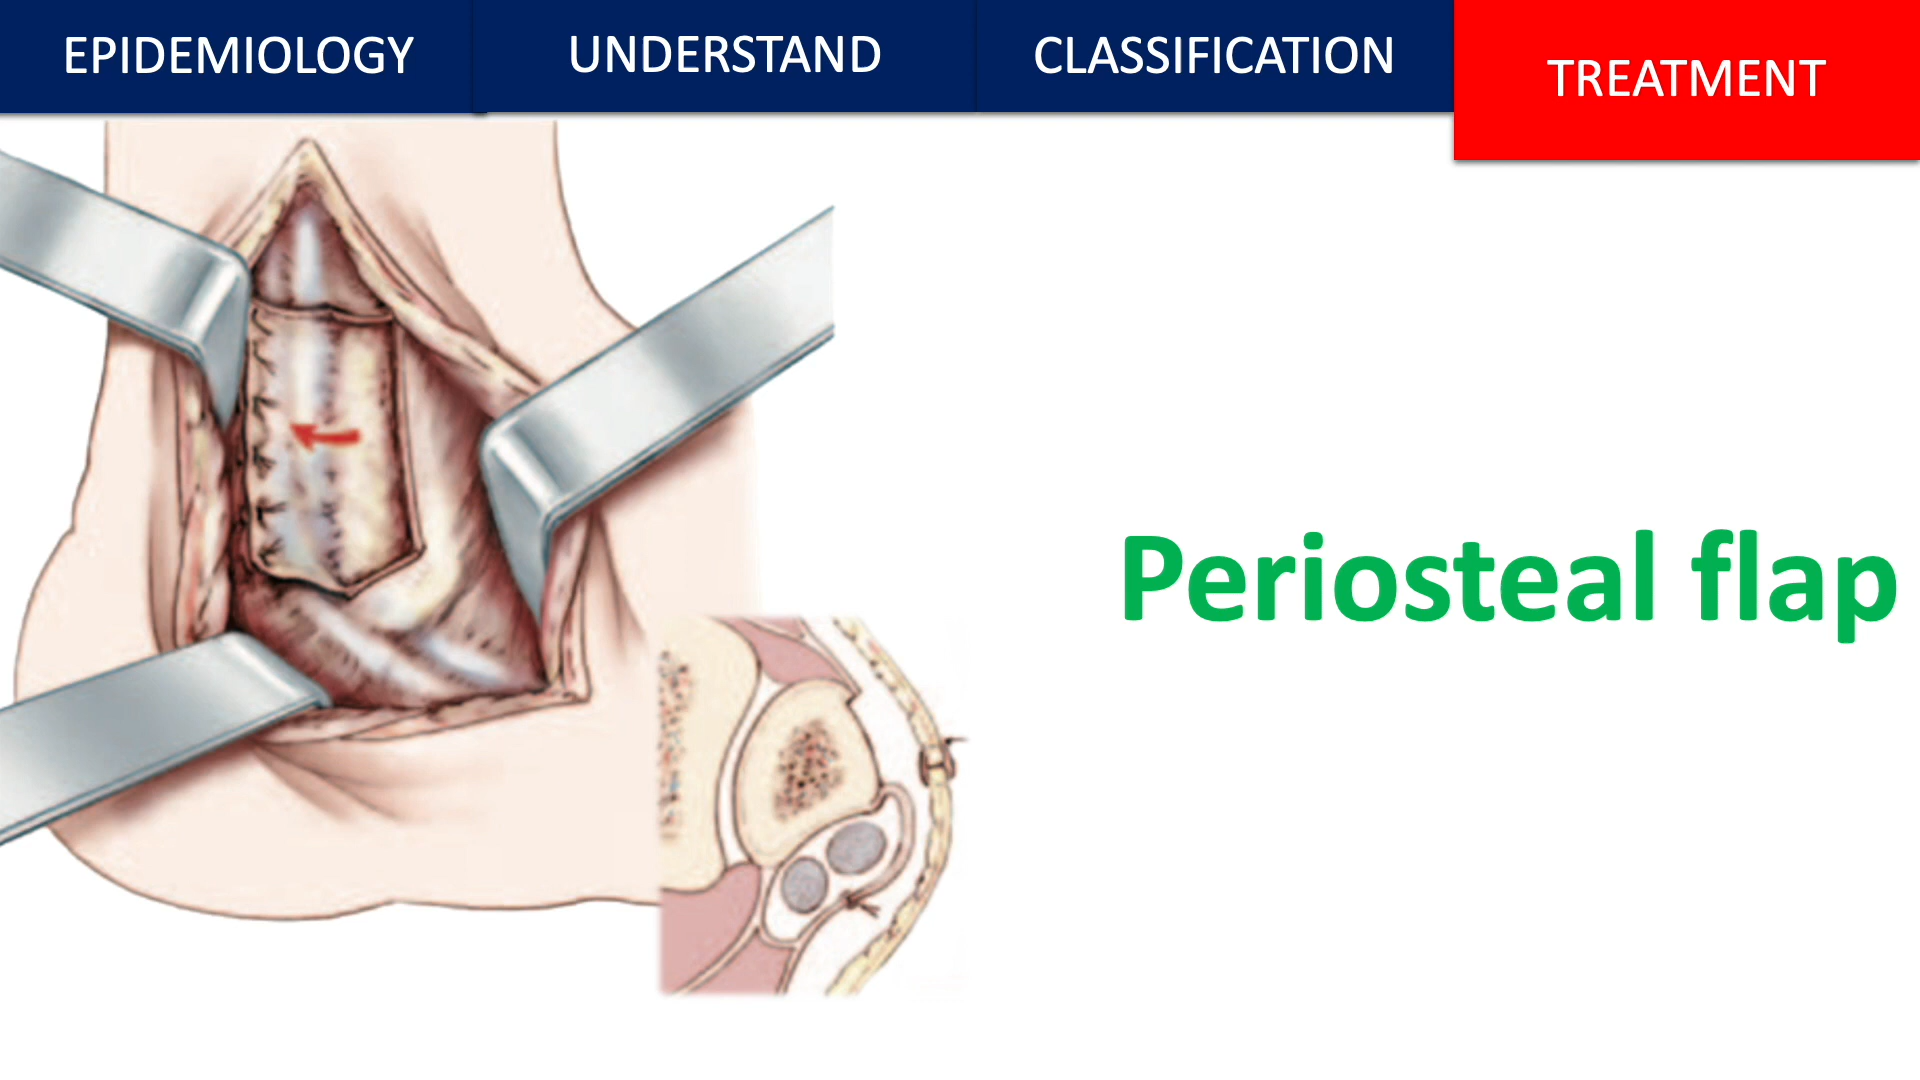 EPIDEMIOLOGY
UNDERSTAND
CLASSIFICATION
TREATMENT
Periosteal flap